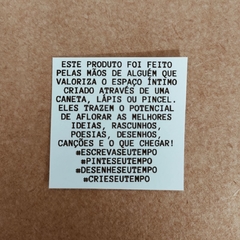 ESTE PRODUTO FOI FEITO
PELAS MÃOS DE ALGUÉM QUE
VALORIZA O ESPAÇO ÍNTIMO
CRIADO ATRAVÉS DE UMA
CANETA, LÁPIS OU PINCEL.
ELES TRAZEM O POTENCIAL
DE AFLORAR AS MELHORES
IDEIAS, RASCUNHOS,
POESIAS, DESENHOS,
CANÇÕES E O QUE CHEGAR!
#ESCREVASEUTEMPO
#PINTESEUTEMPO
#DESENHESEUTEMPO
#CRIESEUTEMPO